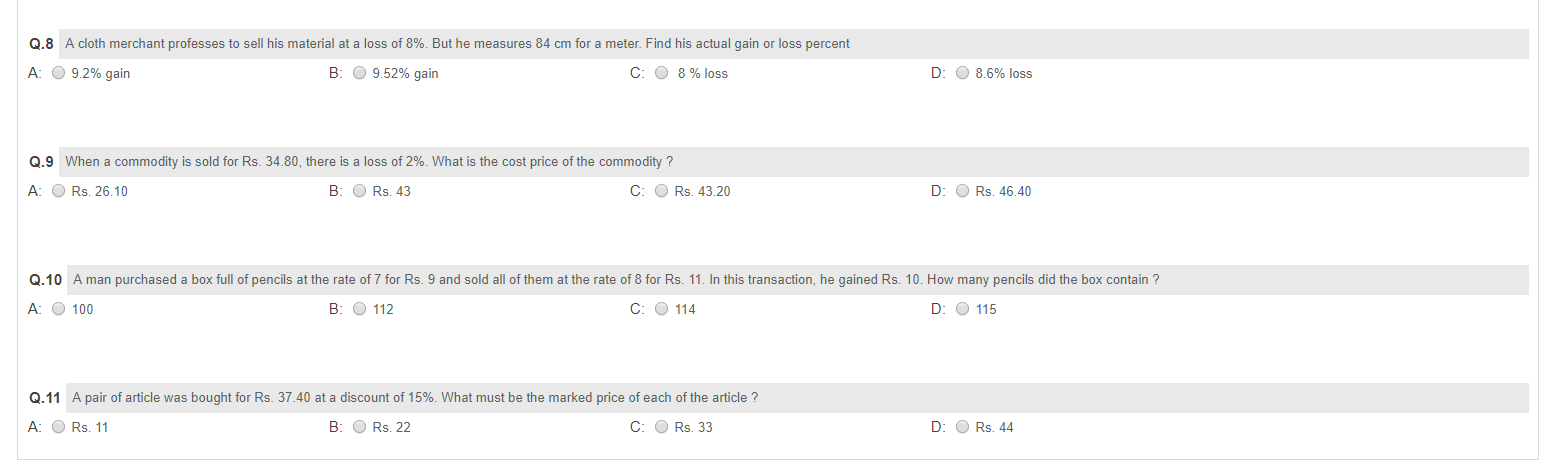 Q.8 A cloth merchant professes to sell his material at a loss of 8%. But he measures 84 cm for a meter. Find his actual gain or loss percent
A: 9.2% gain B: 9.52% gain C: 8 % loss D: 8.6% loss
Q.9 When a commodity is sold for Rs. 34.80, there is a loss of 2%. What is the cost price of the commodity ?
A: Rs. 26.10 B: Rs. 43 C: Rs. 43.20 D: Rs. 46.40
Q.10 A man purchased a box full of pencils at the rate of 7 for Rs. 9 and sold all of them at the rate of 8 for Rs. 11. In this transaction, he gained Rs. 10. How many pencils did the box contain ?
A: 100 B: 112 C: 114 D: 115
Q.11 A pair of article was bought for Rs. 37.40 at a discount of 15%. What must be the marked price of each of the article ?
A: Rs. 11 B: Rs. 22 C: Rs. 33 D: Rs. 44